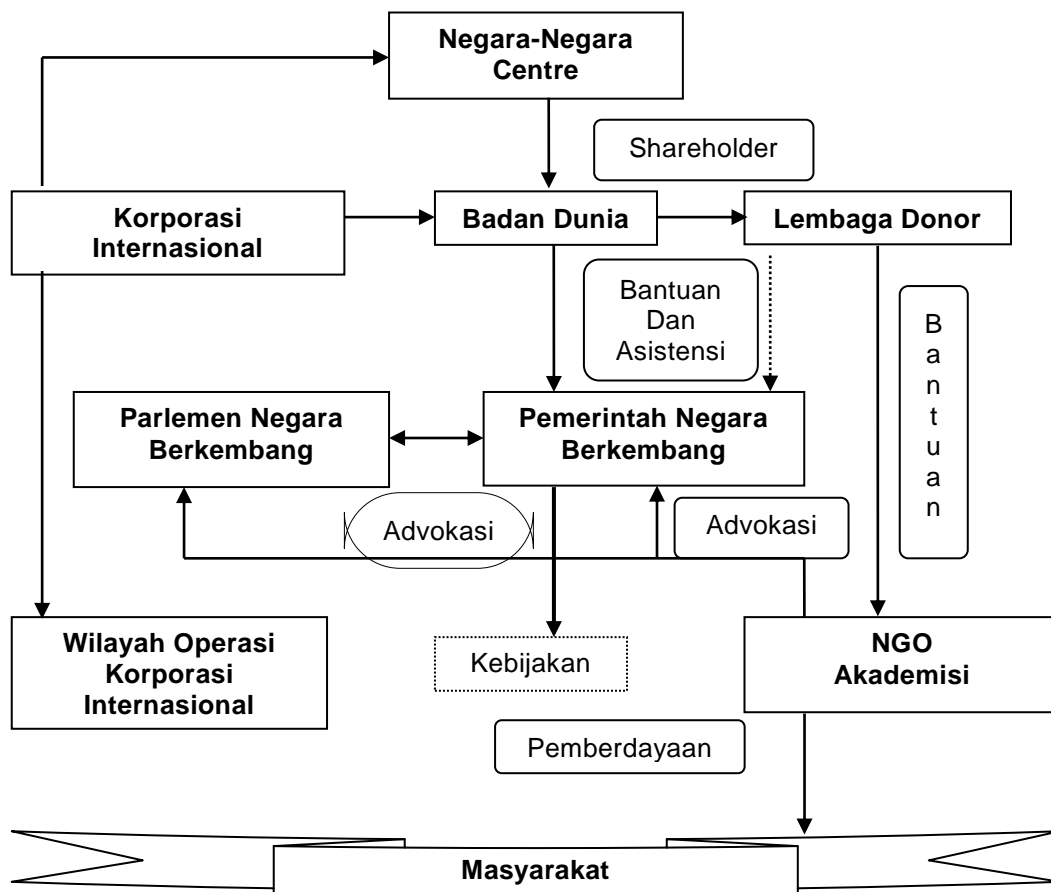 Negara-Negara
Centre
Shareholder
Korporasi
Internasional
Badan Dunia
Lembaga Donor
Bantuan
Dan
Asistensi
B
a
n
t
u
a
n
Parlemen Negara
Berkembang
Pemerintah Negara
Berkembang
Advokasi
Advokasi
Wilayah Operasi
Korporasi
Internasional
Kebijakan
NGO
Akademisi
Pemberdayaan
Masyarakat